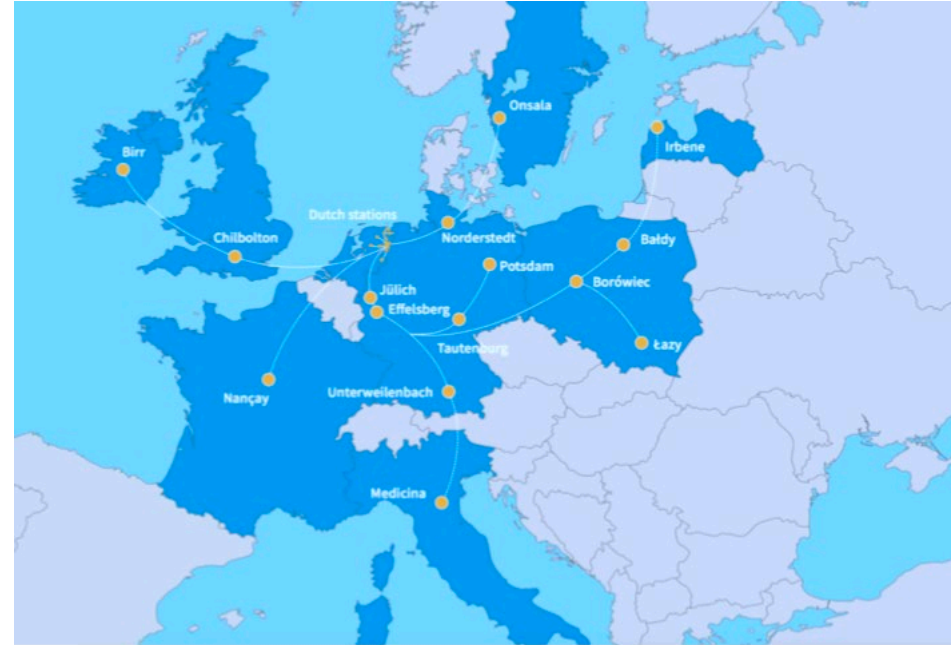 Onsala
Birr
Irbene
Dutch stations
Chilbolton
Norderstedt
Bałdy
Potsdam
Borówiec
Jülich
Effelsberg
Łazy
Tautenburg
Unterweilenbach
Nançay
Medicina